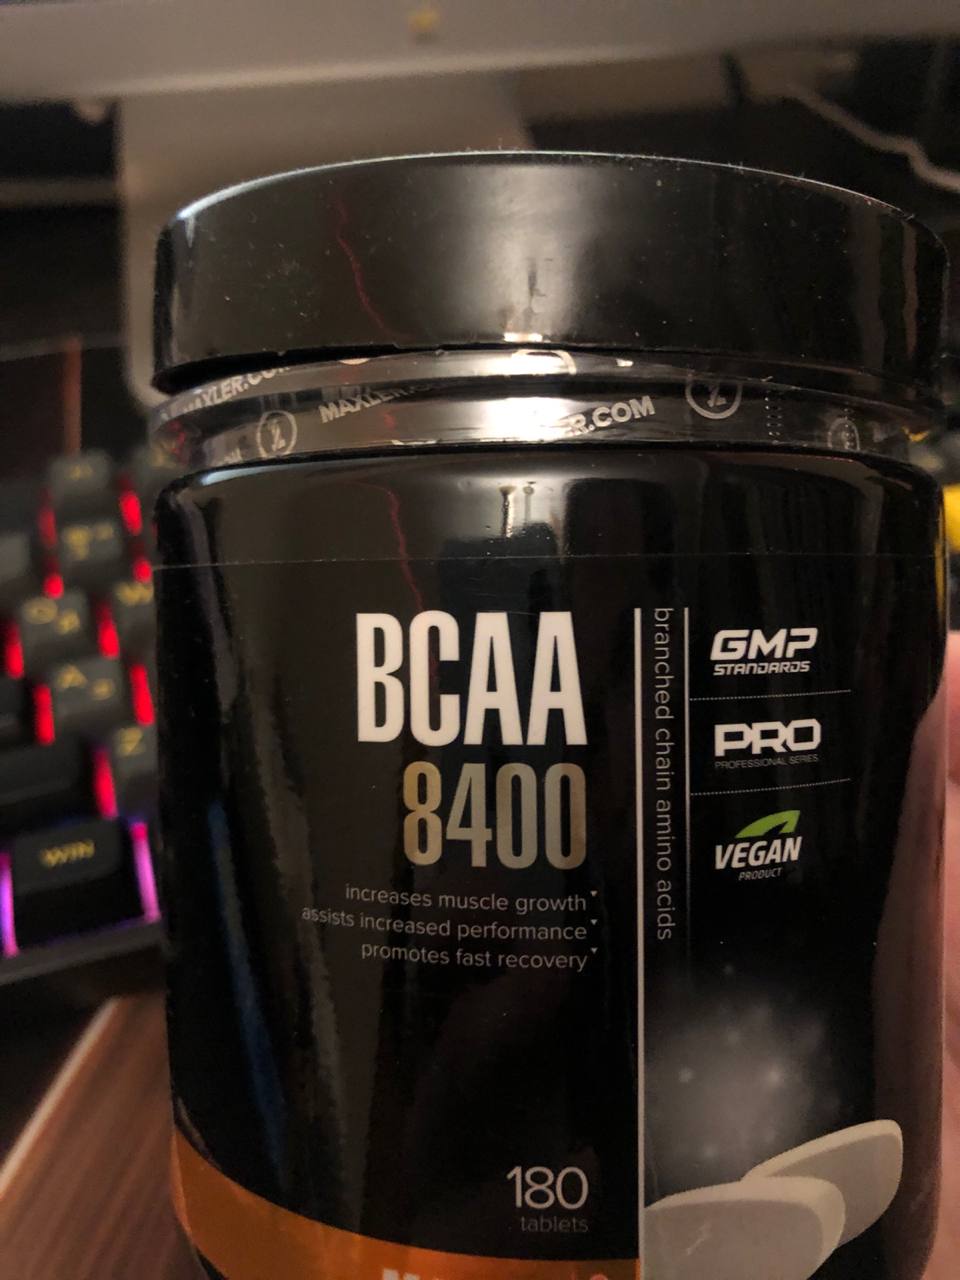 MAXLER.COM
BCAA
8400
increases muscle growth
assists increased performance
promotes fast recovery
180
tablets
branched chain amino acids
GMP
STANDARDS
PRO
PROFESSIONAL SERIES
VEGAN
PRODUCT
WIN